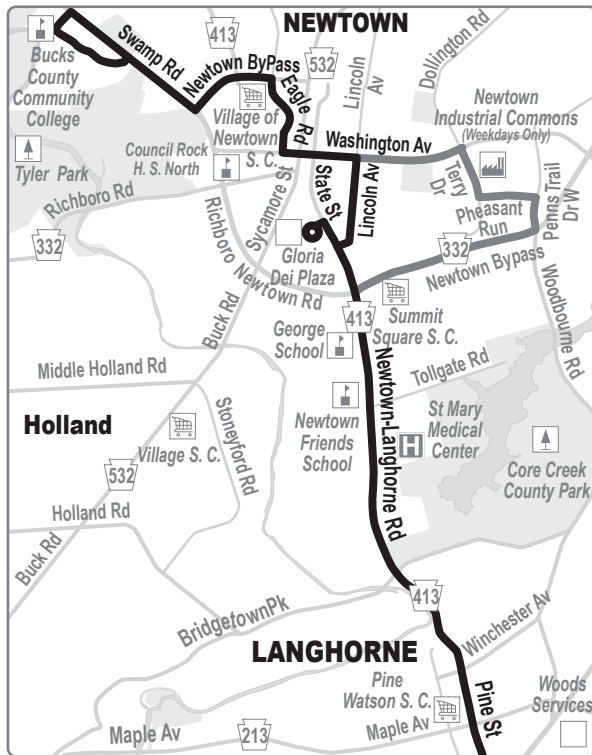 NEWTOWN
Bucks
County
Community
College
Swamp Rd
413
Newtown ByPass
532
Lincoln
Av
Dollington Rd
Eagle
Rd
Village of
Newtown
S. C.
Newtown
Industrial Commons
(Weekdays Only)
Washington Av
Council Rock
H. S. North
Tyler Park
Richboro Rd
332
Sycamore St
State St
Lincoln Av
Terry
Dr
Pheasant
Run
Penns Trail
Dr W
332
Newtown Bypass
Gloria
Dei Plaza
Richboro
Newtown Rd
Buck Rd
413
Summit
Square S. C.
Woodbourne Rd
George
School
Middle Holland Rd
Tollgate Rd
Newtown-Langhorne Rd
Holland
Stoneyford Rd
Village S. C.
Newtown
Friends
School
H
St Mary
Medical
Center
Core Creek
County Park
532
Holland Rd
Buck Rd
BridgetownPk
413
Winchester Av
LANGHORNE
Pine
Watson S. C.
Pine St
Woods
Services
Maple Av
213
Maple Av